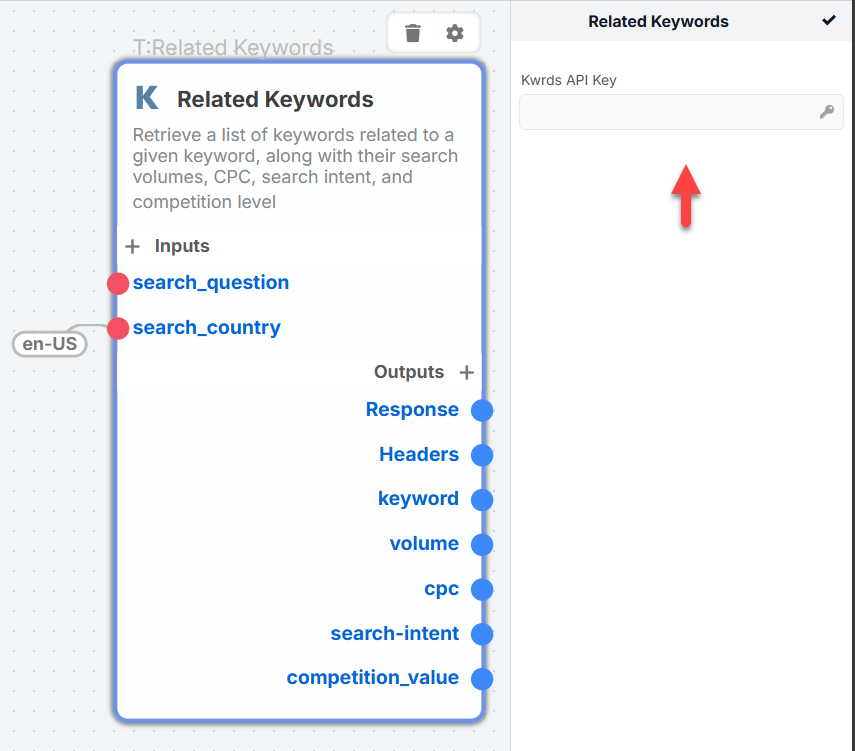 T:Related Keywords
K Related Keywords
Retrieve a list of keywords related to a
given keyword, along with their search
volumes, CPC, search intent, and
competition level
+ Inputs
search_question
search_country
en-US
Outputs +
Response
Headers
keyword
volume
cpc
search-intent
competition_value
Related Keywords
Kwrds API Key